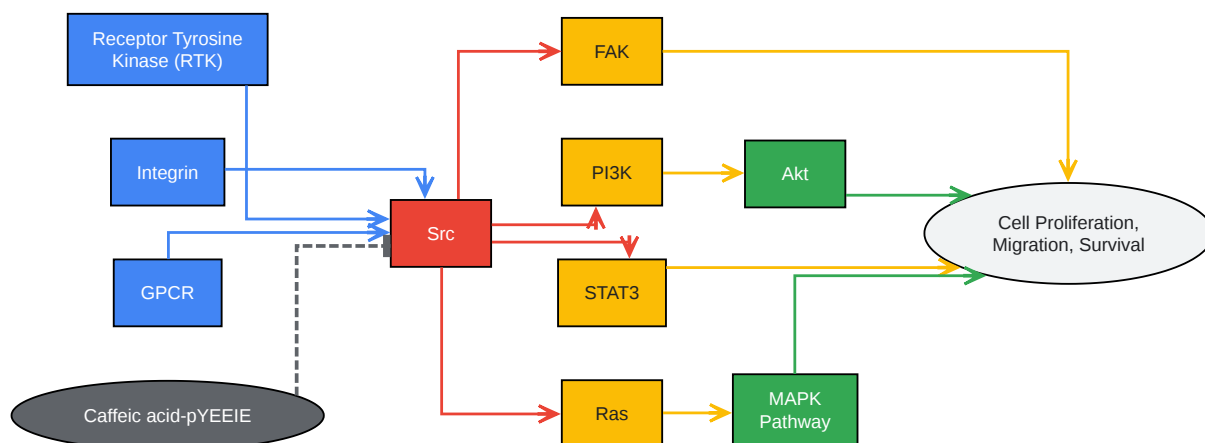 Receptor Tyrosine
Kinase (RTK)
FAK
Integrin
PI3K
Akt
Src
Cell Proliferation,
Migration, Survival
GPCR
STAT3
Caffeic acid-pYEEIE
Ras
MAPK
Pathway